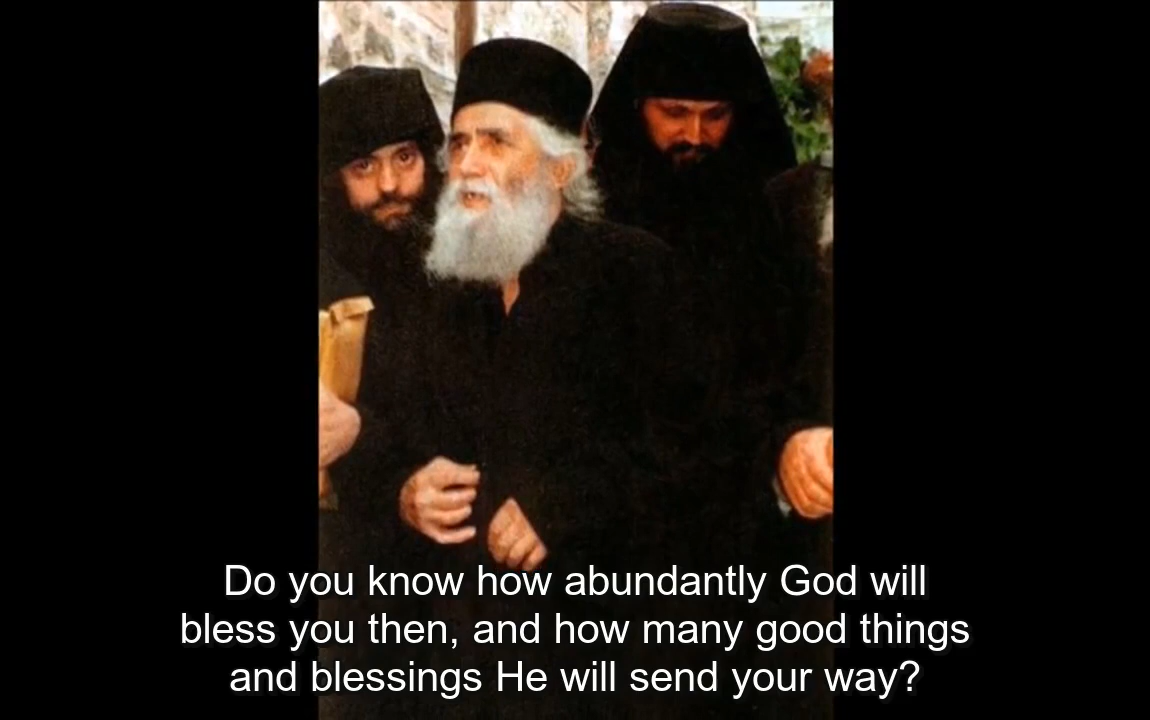 Do you know how abundantly God will
bless you then, and how many good things
and blessings He will send your way?